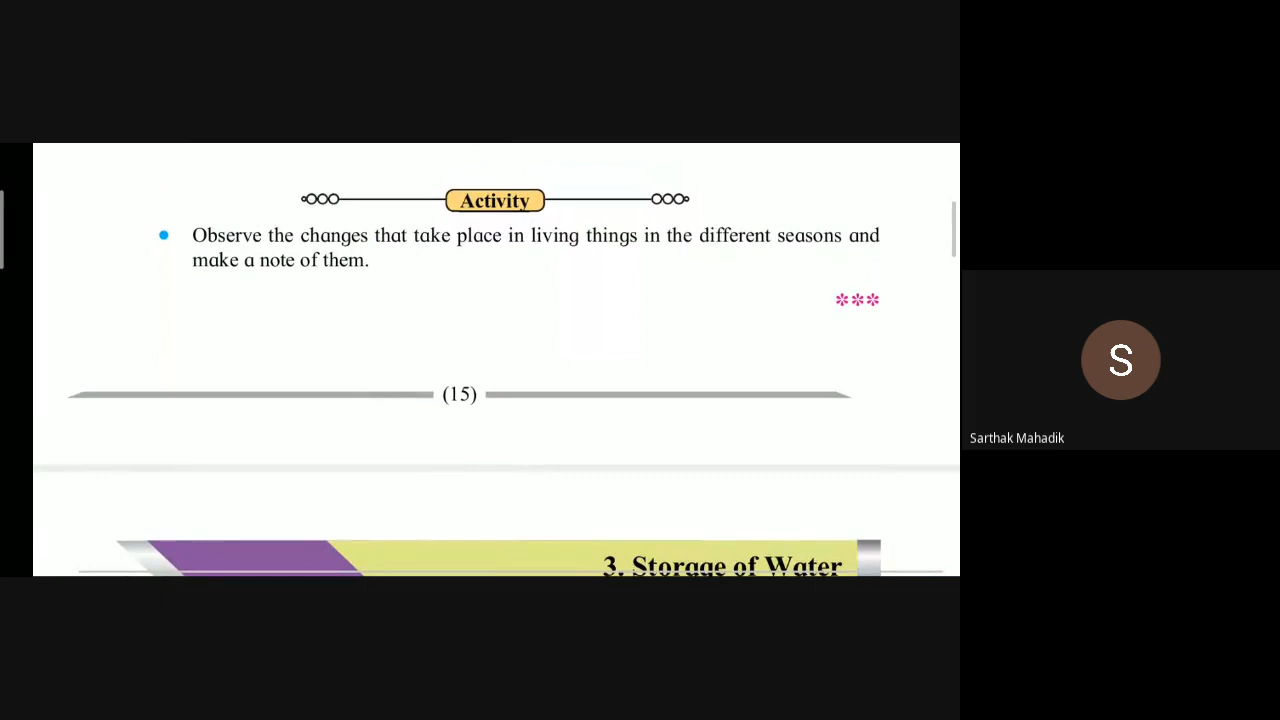 Activity
Observe the changes that take place in living things in the different seasons and
make a note of them.
***
(15)
3. Storage of Water
S
Sarthak Mahadik